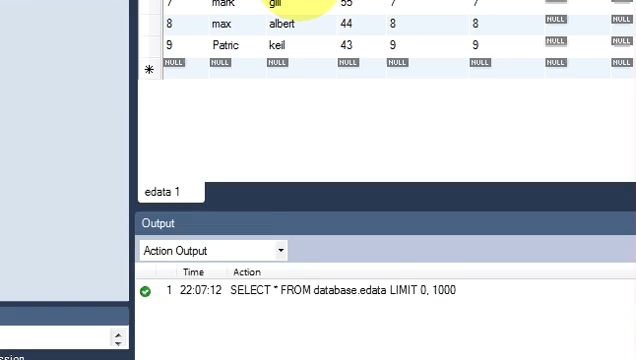 7 mark gill 55 7 7 NULL NULL
8 max albert 44 8 8 NULL NULL
9 Patric keil 43 9 9 NULL NULL
* NULL NULL NULL NULL NULL NULL NULL NULL
edata 1
Output
Action Output
Time Action
1 22:07:12 SELECT * FROM database.edata LIMIT 0, 1000
ssion